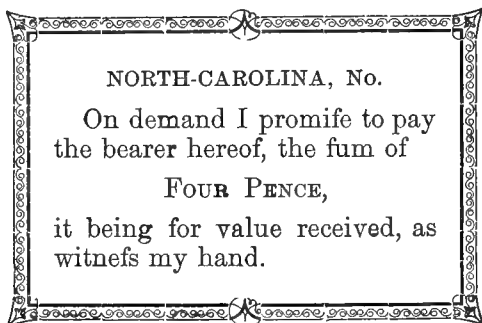 NORTH-CAROLINA, No.
On demand I promife to pay
the bearer hereof, the fum of
FOUR PENCE,
it being for value received, as
witnefs my hand.